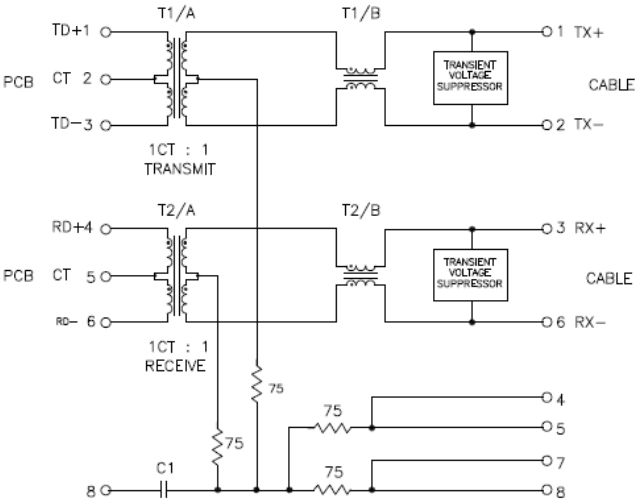 T1/A T1/B
TD+1 1 TX+
TRANSIENT
VOLTAGE
SUPPRESSOR
PCB CT 2 CABLE
TD-3 2 TX-
1CT : 1
TRANSMIT
T2/A T2/B
RD+4 3 RX+
TRANSIENT
VOLTAGE
SUPPRESSOR
PCB CT 5 CABLE
RD- 6 6 RX-
1CT : 1
RECEIVE
75
4
75
5
75
7
C1 75
8 8